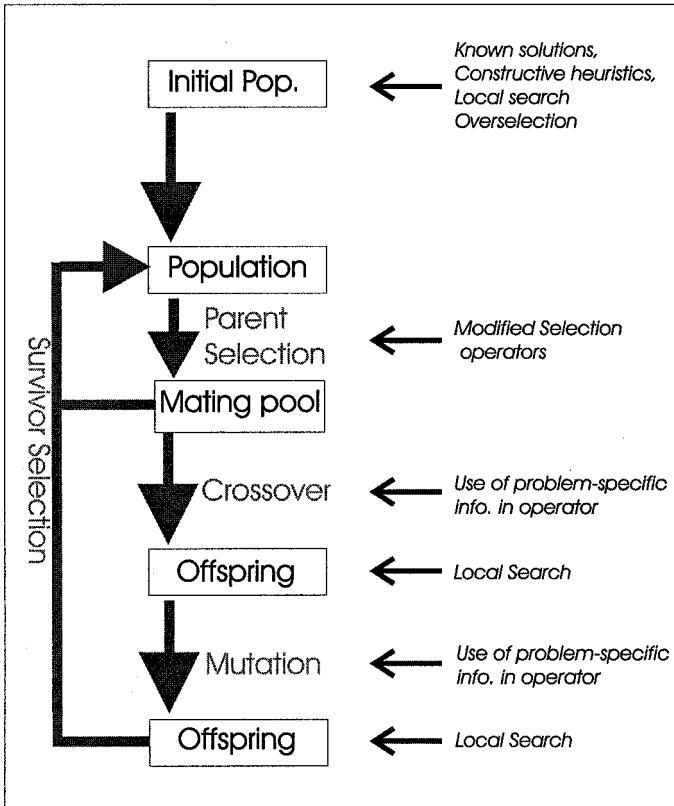 Initial Pop.
Known solutions,
Constructive heuristics,
Local search
Overselection
Population
Parent
Selection
Modified Selection
operators
Mating pool
Survivor Selection
Crossover
Use of problem-specific
info. in operator
Offspring
Local Search
Mutation
Use of problem-specific
info. in operator
Offspring
Local Search